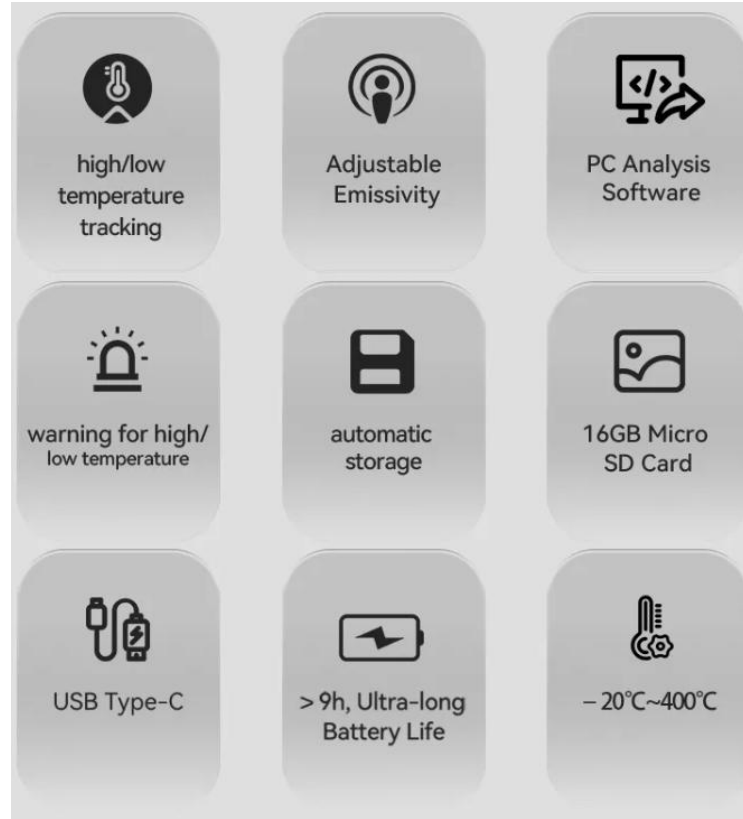 high/low
temperature
tracking
Adjustable
Emissivity
PC Analysis
Software
warning for high/
low temperature
automatic
storage
16GB Micro
SD Card
USB Type-C
> 9h, Ultra-long
Battery Life
– 20℃~400℃